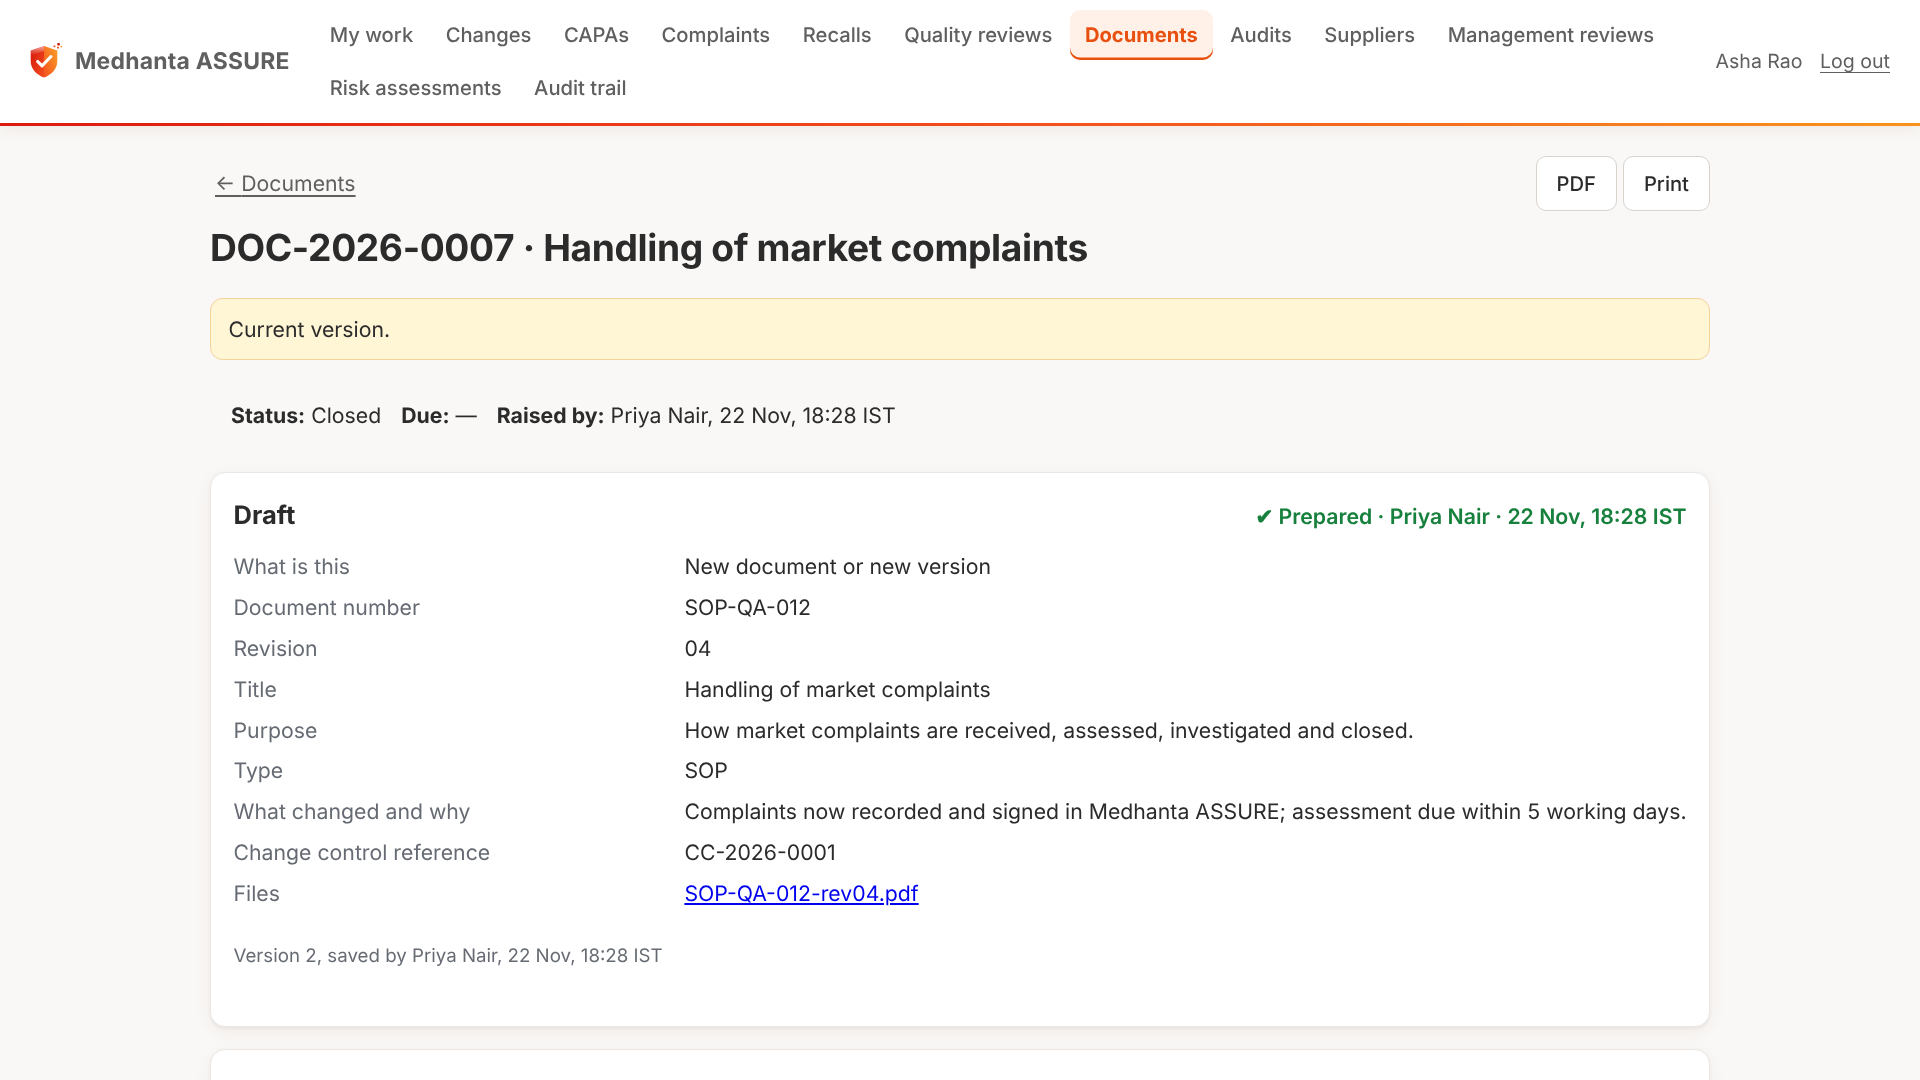 Medhanta ASSURE
My work Changes CAPAs Complaints Recalls Quality reviews Documents Audits Suppliers Management reviews
Risk assessments Audit trail
Asha Rao Log out
← Documents
PDF Print
DOC-2026-0007 · Handling of market complaints
Current version.
Status: Closed Due: — Raised by: Priya Nair, 22 Nov, 18:28 IST
Draft ✔ Prepared · Priya Nair · 22 Nov, 18:28 IST
What is this New document or new version
Document number SOP-QA-012
Revision 04
Title Handling of market complaints
Purpose How market complaints are received, assessed, investigated and closed.
Type SOP
What changed and why Complaints now recorded and signed in Medhanta ASSURE; assessment due within 5 working days.
Change control reference CC-2026-0001
Files SOP-QA-012-rev04.pdf
Version 2, saved by Priya Nair, 22 Nov, 18:28 IST